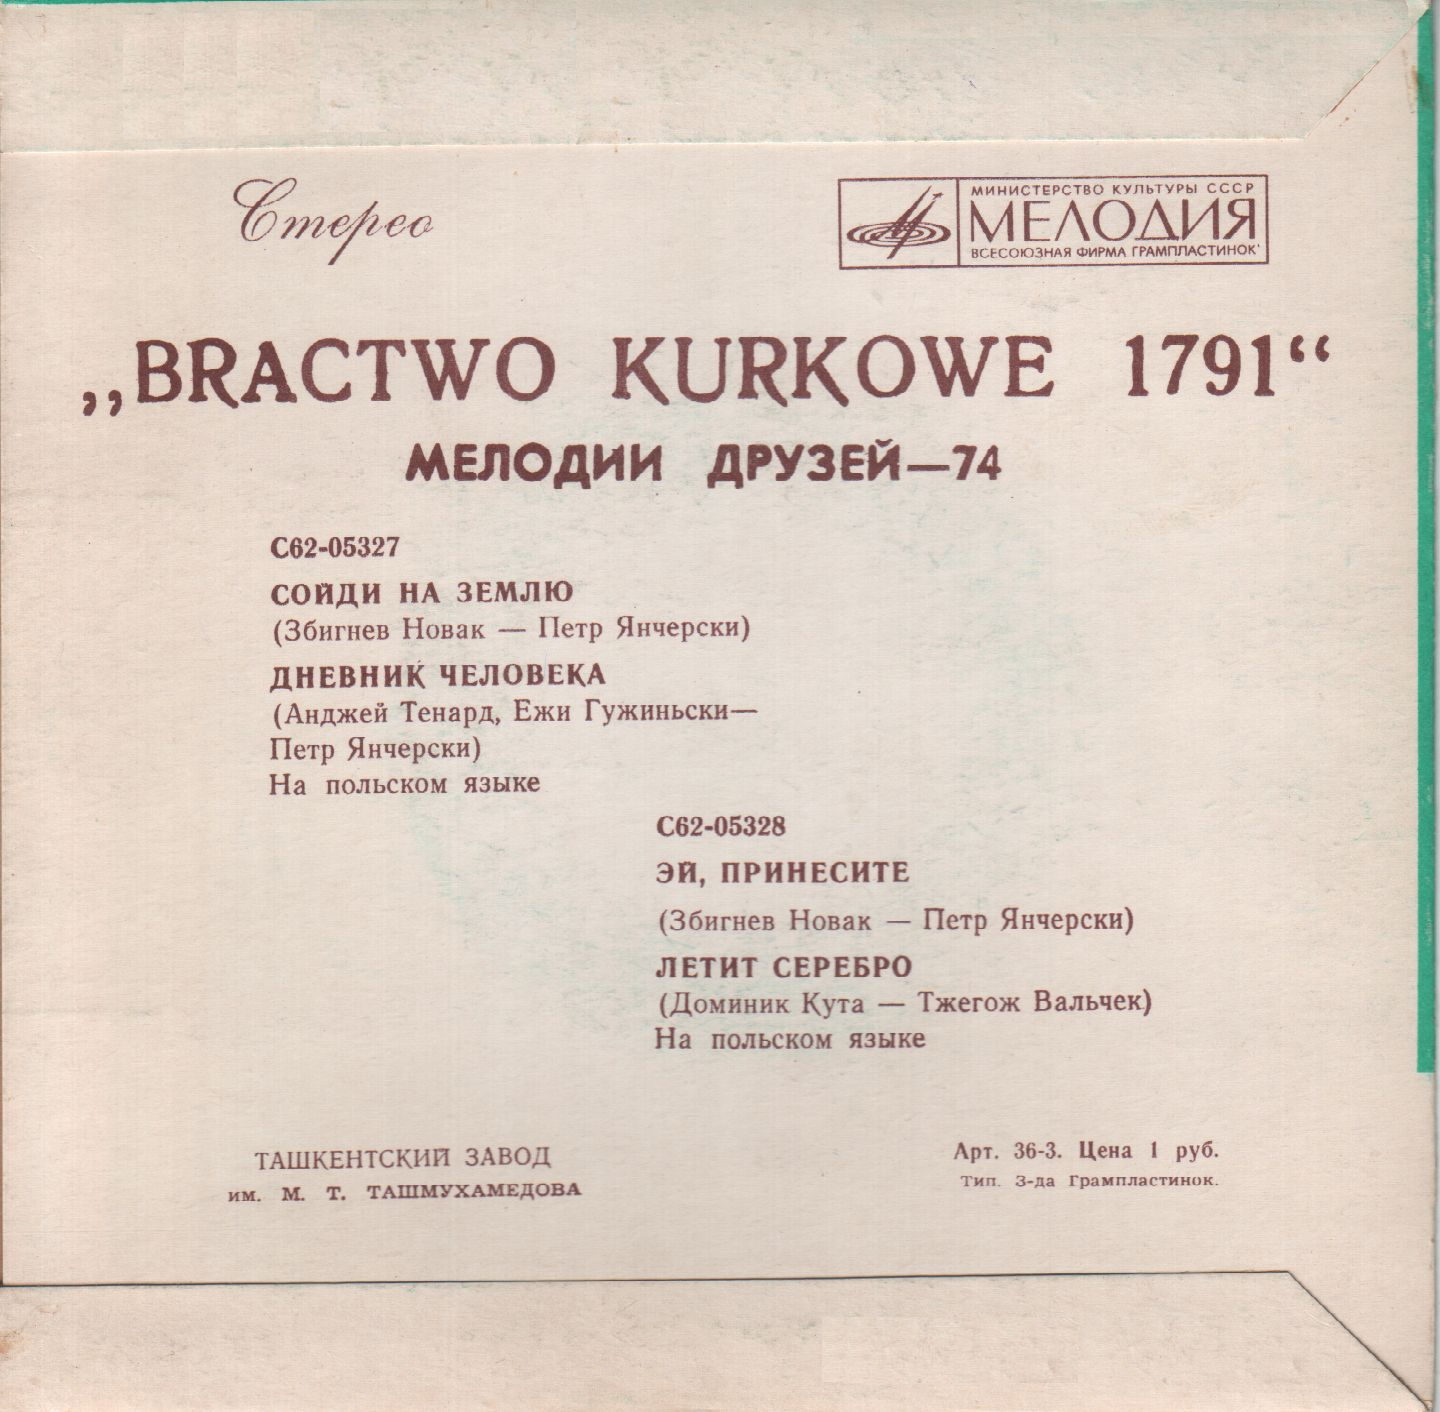 Стерео
МИНИСТЕРСТВО КУЛЬТУРЫ СССР
МЕЛОДИЯ
ВСЕСОЮЗНАЯ ФИРМА ГРАМПЛАСТИНОК
„BRACTWO KURKOWE 1791“
МЕЛОДИИ ДРУЗЕЙ—74
С62-05327
СОЙДИ НА ЗЕМЛЮ
(Збигнев Новак — Петр Янчерски)
ДНЕВНИК ЧЕЛОВЕКА
(Анджей Тенард, Ежи Гужиньски—
Петр Янчерски)
На польском языке
С62-05328
ЭЙ, ПРИНЕСИТЕ
(Збигнев Новак — Петр Янчерски)
ЛЕТИТ СЕРЕБРО
(Доминик Кута — Тжегож Вальчек)
На польском языке
ТАШКЕНТСКИЙ ЗАВОД
им. М. Т. ТАШМУХАМЕДОВА
Арт. 36-3. Цена 1 руб.
Тип. З-да Грампластинок.